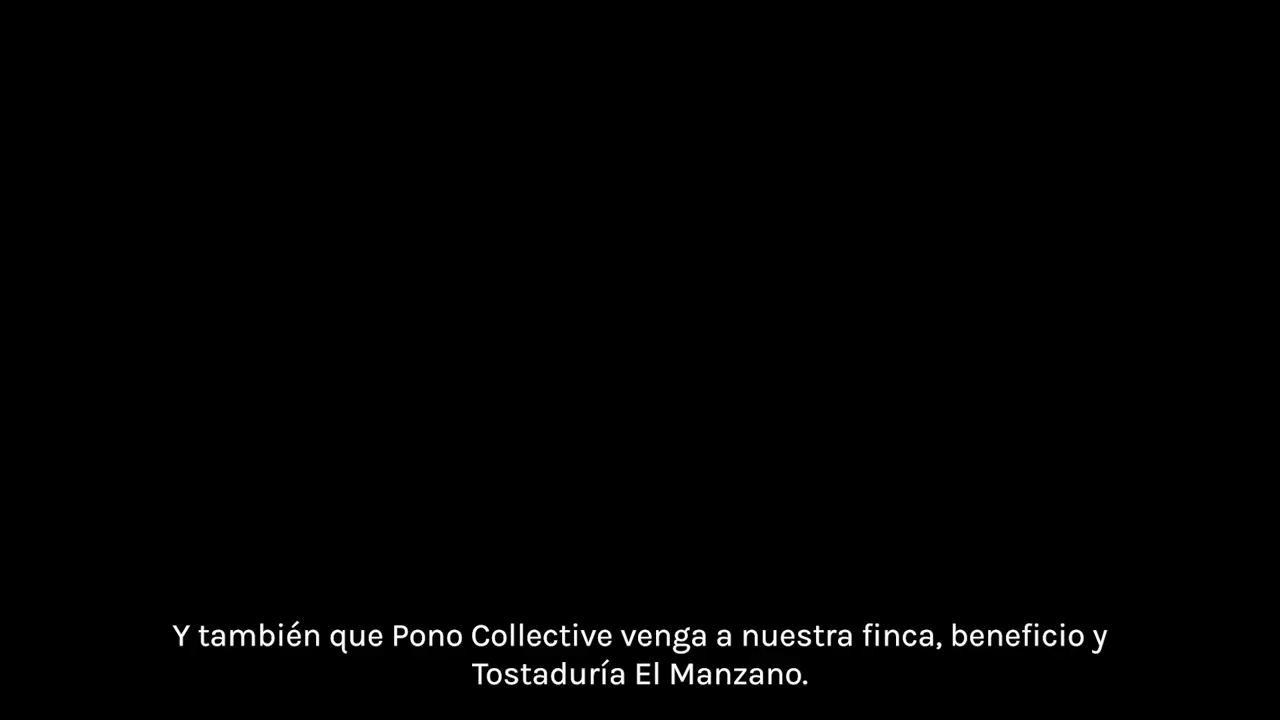 Y también que Pono Collective venga a nuestra finca, beneficio y
Tostaduría El Manzano.